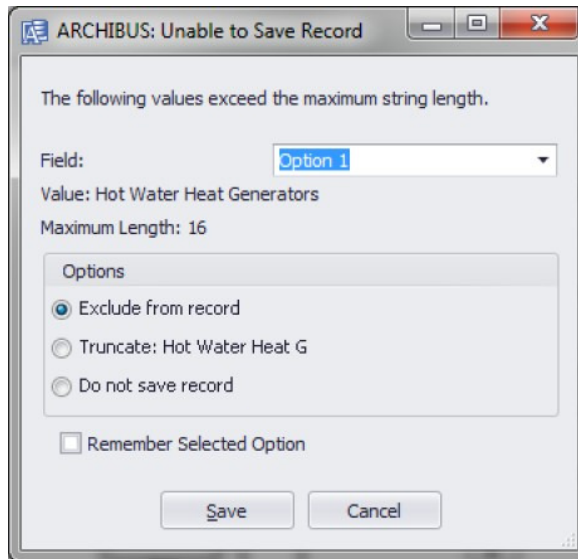 ARCHIBUS: Unable to Save Record
The following values exceed the maximum string length.
Field: Option 1
Value: Hot Water Heat Generators
Maximum Length: 16
Options
Exclude from record
Truncate: Hot Water Heat G
Do not save record
Remember Selected Option
Save Cancel